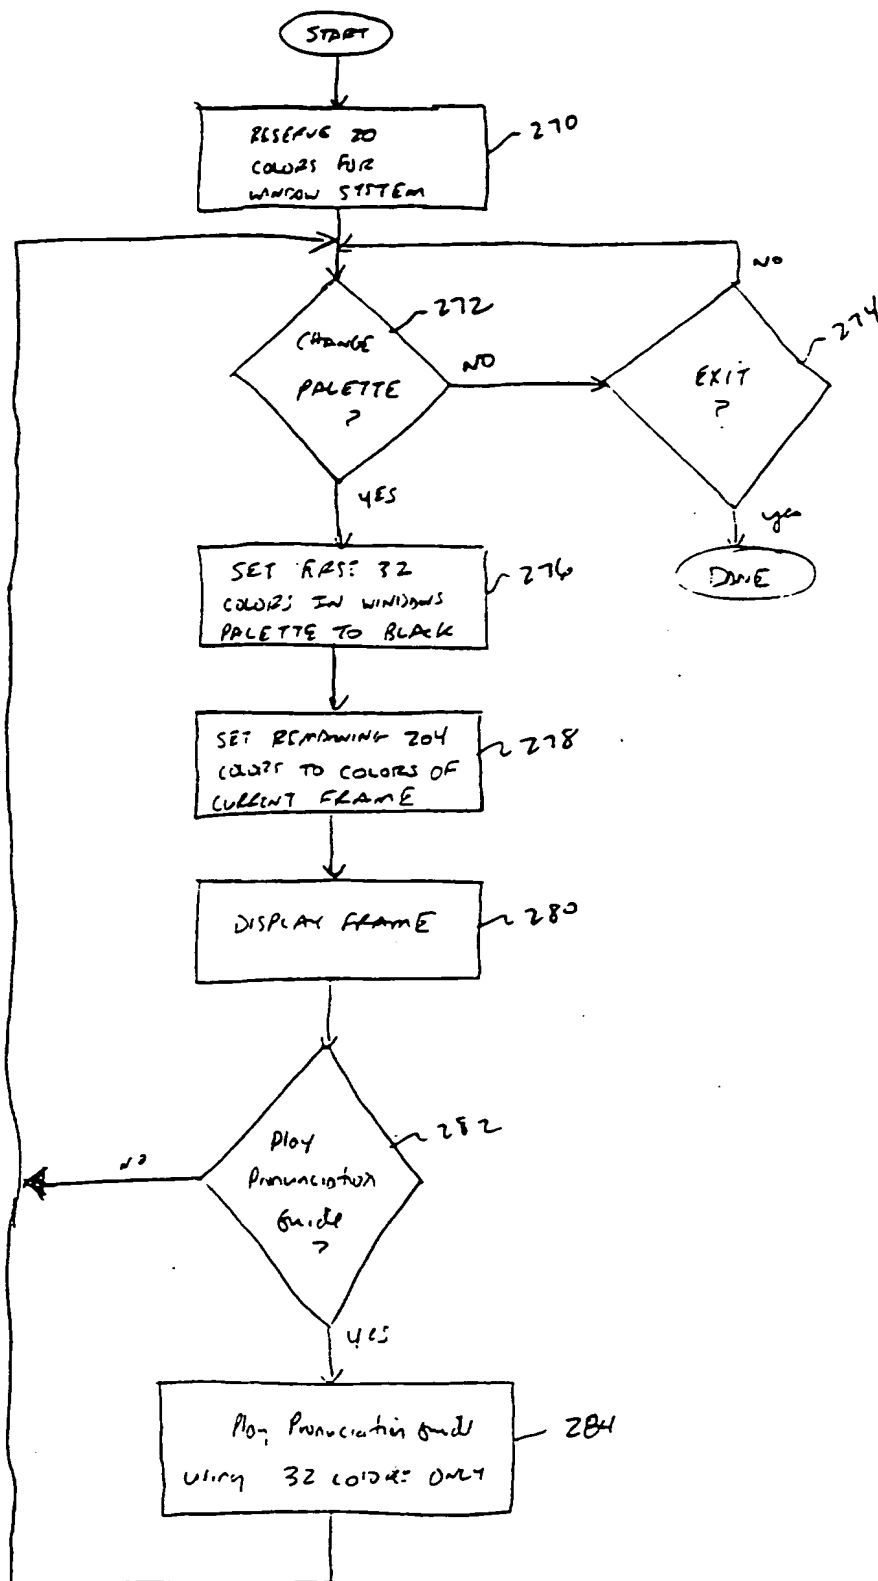 START
RESERVE 20
COLORS FOR
WINDOW SYSTEM
270
NO
272
274
CHANGE
PALETTE
?
NO
EXIT
?
YES
yes
DONE
SET FIRST 32
COLORS IN WINDOWS
PALETTE TO BLACK
276
SET REMAINING 204
COLORS TO COLORS OF
CURRENT FRAME
278
DISPLAY FRAME
280
282
NO
Play
Pronunciation
Guide
?
YES
Play Pronunciation Guide
Using 32 COLORS ONLY
284